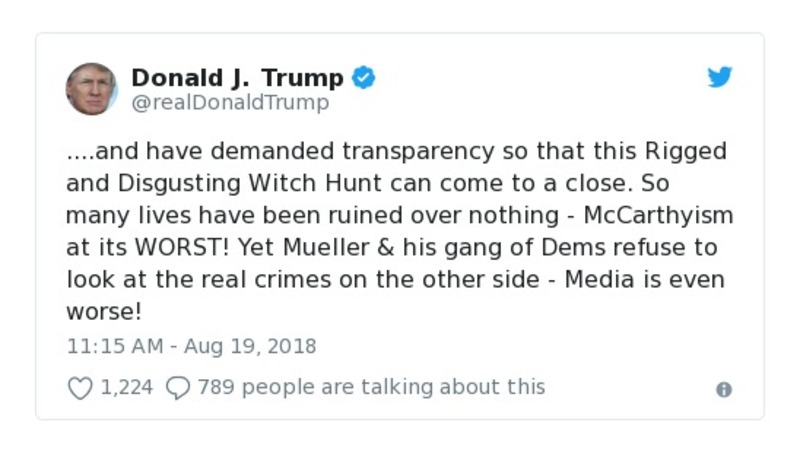 Donald J. Trump
@realDonaldTrump
....and have demanded transparency so that this Rigged
and Disgusting Witch Hunt can come to a close. So
many lives have been ruined over nothing - McCarthyism
at its WORST! Yet Mueller & his gang of Dems refuse to
look at the real crimes on the other side - Media is even
worse!
11:15 AM - Aug 19, 2018
1,224 789 people are talking about this